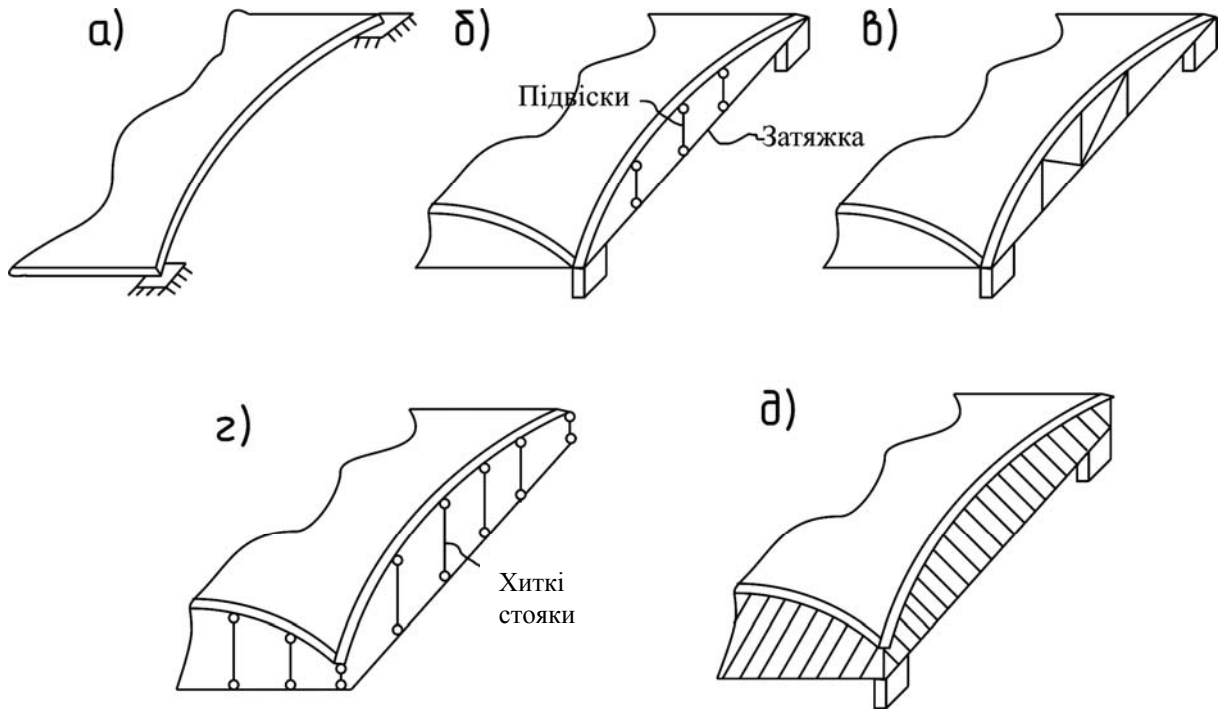 а)
б)
в)
Підвіски
Затяжка
г)
д)
Хиткі
стояки